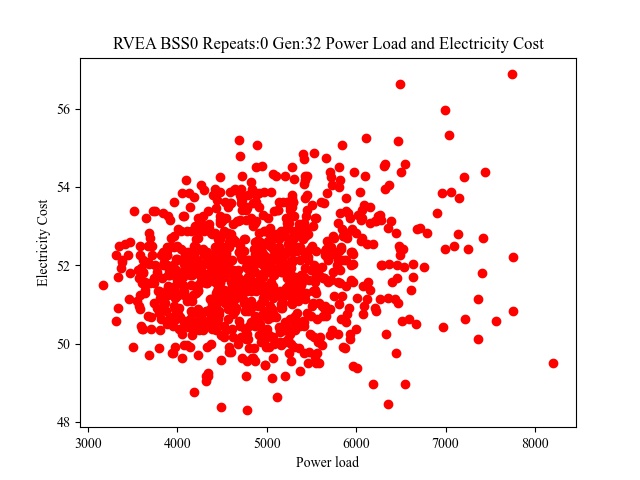 RVEA BSS0 Repeats:0 Gen:32 Power Load and Electricity Cost
Electricity Cost
56
54
52
50
48
3000 4000 5000 6000 7000 8000
Power load